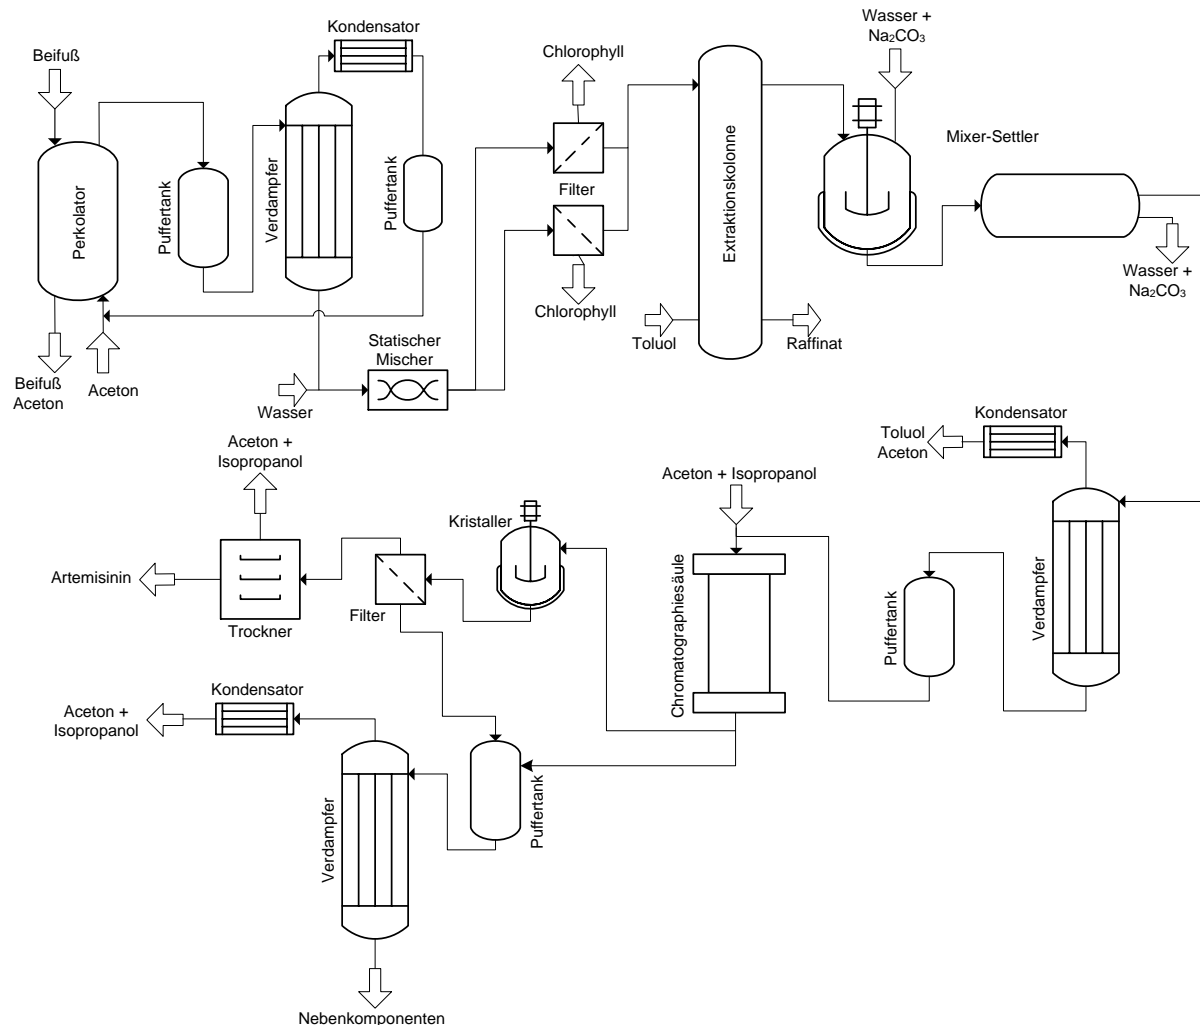 Beifuß
Kondensator
Perkolator
Puffertank
Verdampfer
Puffertank
Beifuß
Aceton
Aceton
Wasser
Statischer
Mischer
Chlorophyll
Filter
Chlorophyll
Extraktionskolonne
Toluol
Raffinat
Wasser +
Na₂CO₃
Mixer-Settler
Wasser +
Na₂CO₃
Kondensator
Toluol
Aceton
Verdampfer
Puffertank
Aceton + Isopropanol
Chromatographiesäule
Kristaller
Filter
Aceton +
Isopropanol
Trockner
Artemisinin
Kondensator
Aceton +
Isopropanol
Verdampfer
Puffertank
Nebenkomponenten